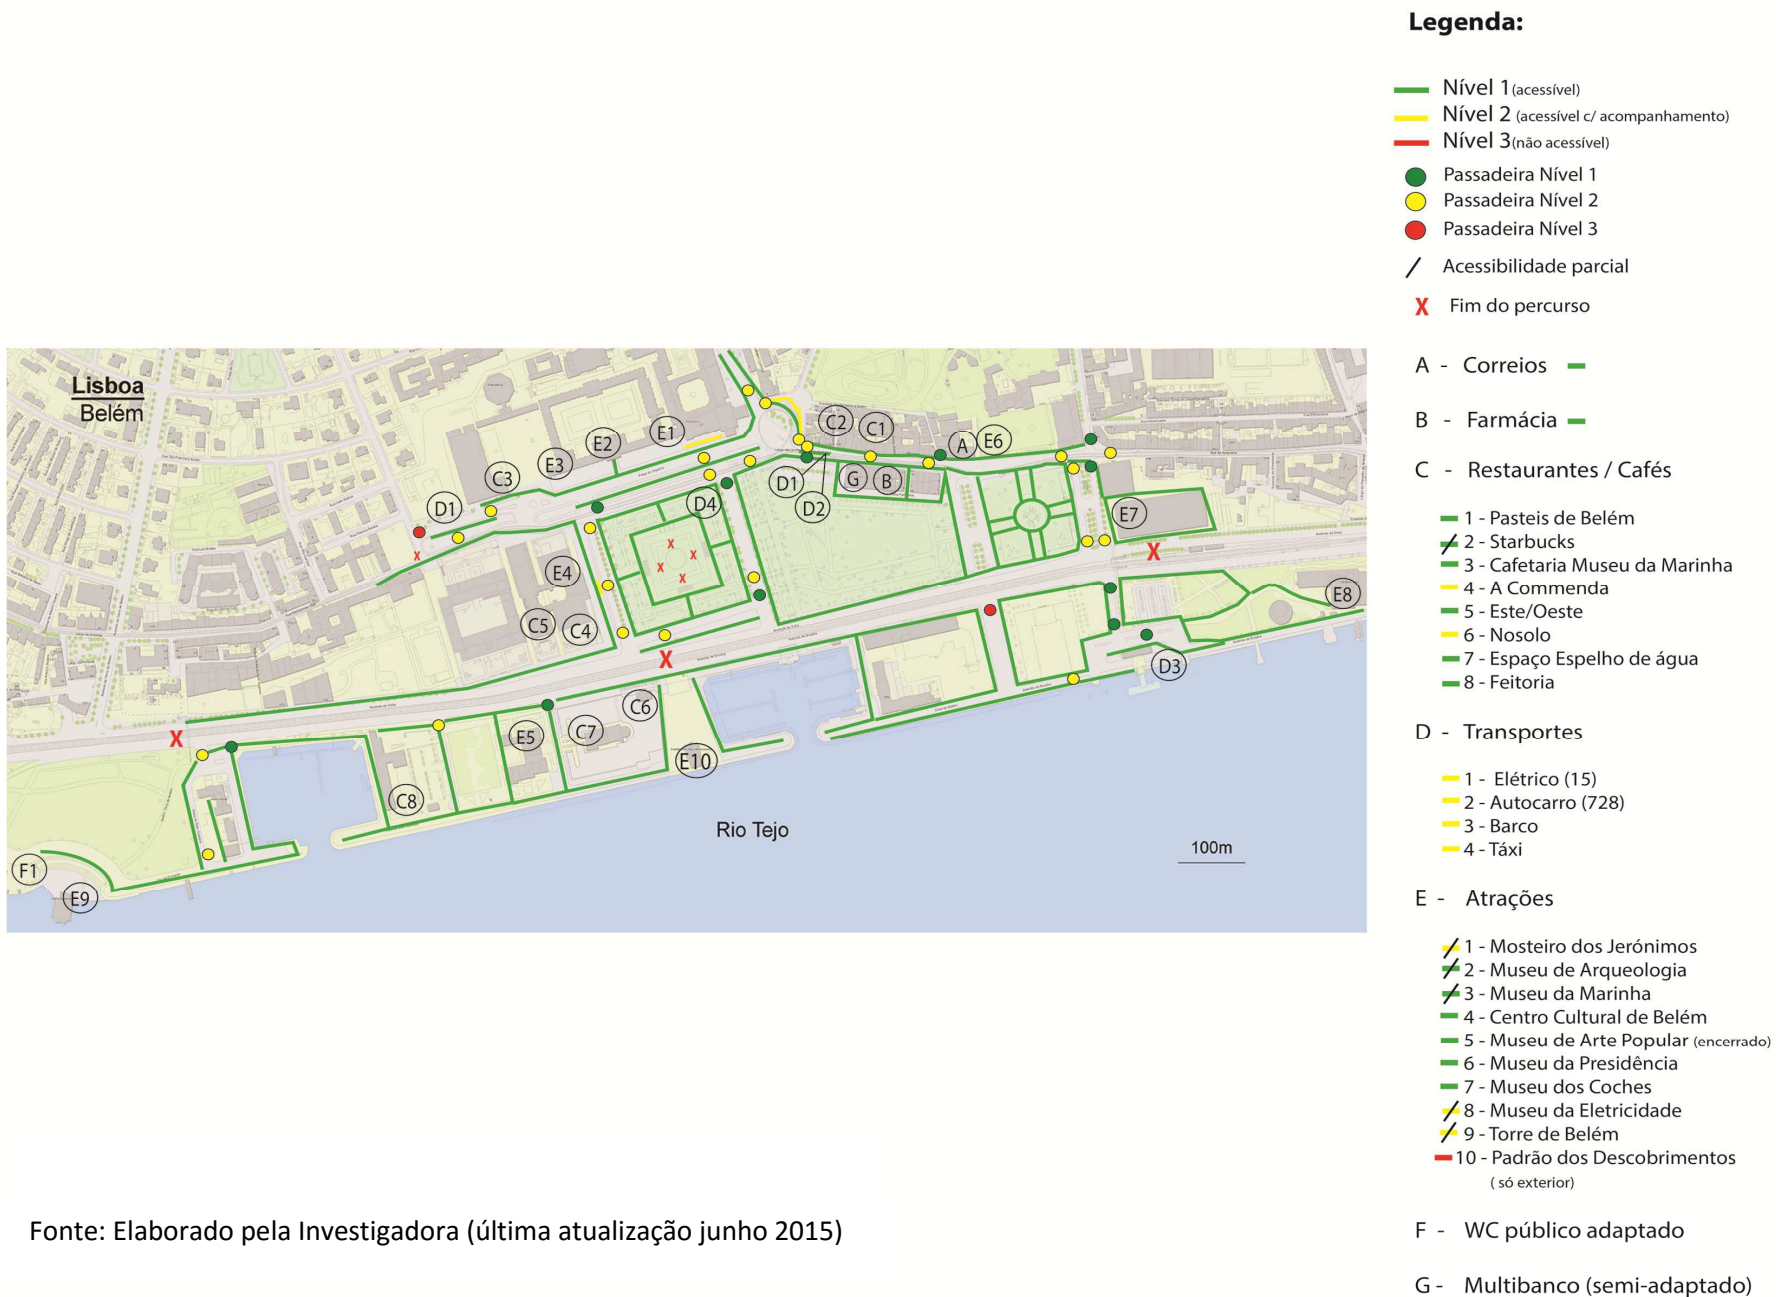 Legenda:
Nível 1(acessível)
Nível 2 (acessível c/ acompanhamento)
Nível 3(não acessível)
Passadeira Nível 1
Passadeira Nível 2
Passadeira Nível 3
Acessibilidade parcial
X Fim do percurso
A - Correios
B - Farmácia
C - Restaurantes / Cafés
1 - Pasteis de Belém
2 - Starbucks
3 - Cafetaria Museu da Marinha
4 - A Commenda
5 - Este/Oeste
6 - Nosolo
7 - Espaço Espelho de água
8 - Feitoria
D - Transportes
1 - Elétrico (15)
2 - Autocarro (728)
3 - Barco
4 - Táxi
E - Atrações
1 - Mosteiro dos Jerónimos
2 - Museu de Arqueologia
3 - Museu da Marinha
4 - Centro Cultural de Belém
5 - Museu de Arte Popular (encerrado)
6 - Museu da Presidência
7 - Museu dos Coches
8 - Museu da Eletricidade
9 - Torre de Belém
10 - Padrão dos Descobrimentos
( só exterior)
F - WC público adaptado
G - Multibanco (semi-adaptado)
Lisboa
Belém
E1
E2
E3
C3
D1
C2
C1
A
E6
D1
D2
G
B
D4
E7
E4
C5
C4
E8
D3
C6
C7
E5
E10
C8
F1
E9
X
X
X
X
X
X
X
X
Rio Tejo
100m
Fonte: Elaborado pela Investigadora (última atualização junho 2015)